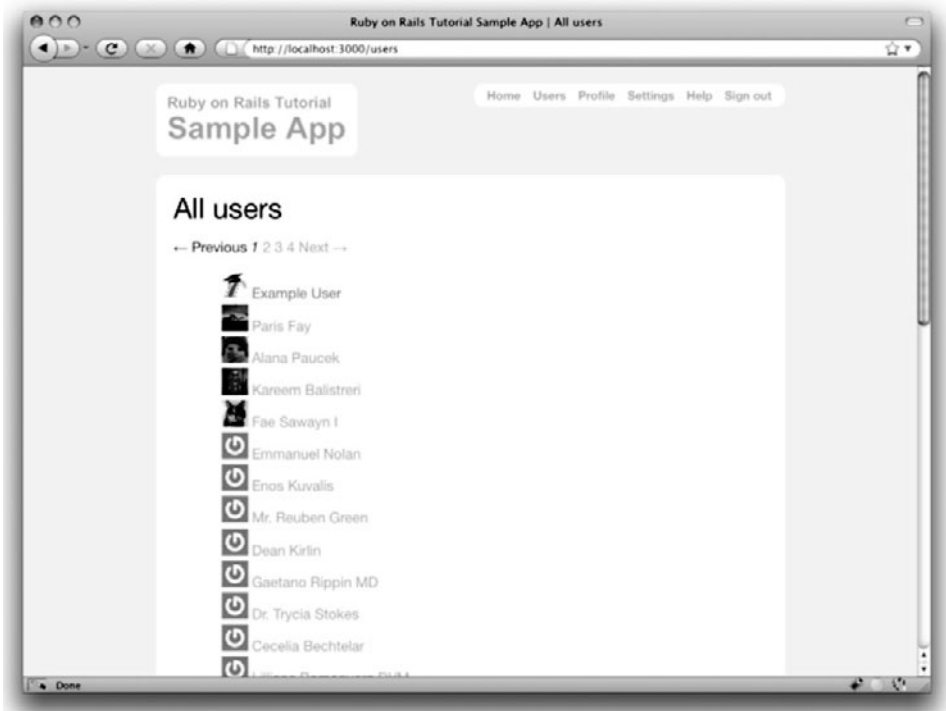 Ruby on Rails Tutorial Sample App | All users
http://localhost:3000/users
Ruby on Rails Tutorial
Sample App
Home Users Profile Settings Help Sign out
All users
← Previous 1 2 3 4 Next →
Example User
Paris Fay
Alana Paucek
Kareem Balistreri
Fae Sawayn I
Emmanuel Nolan
Enos Kuvalis
Mr. Reuben Green
Dean Kirlin
Gaetano Rippin MD
Dr. Trycia Stokes
Cecelia Bechtelar
Done